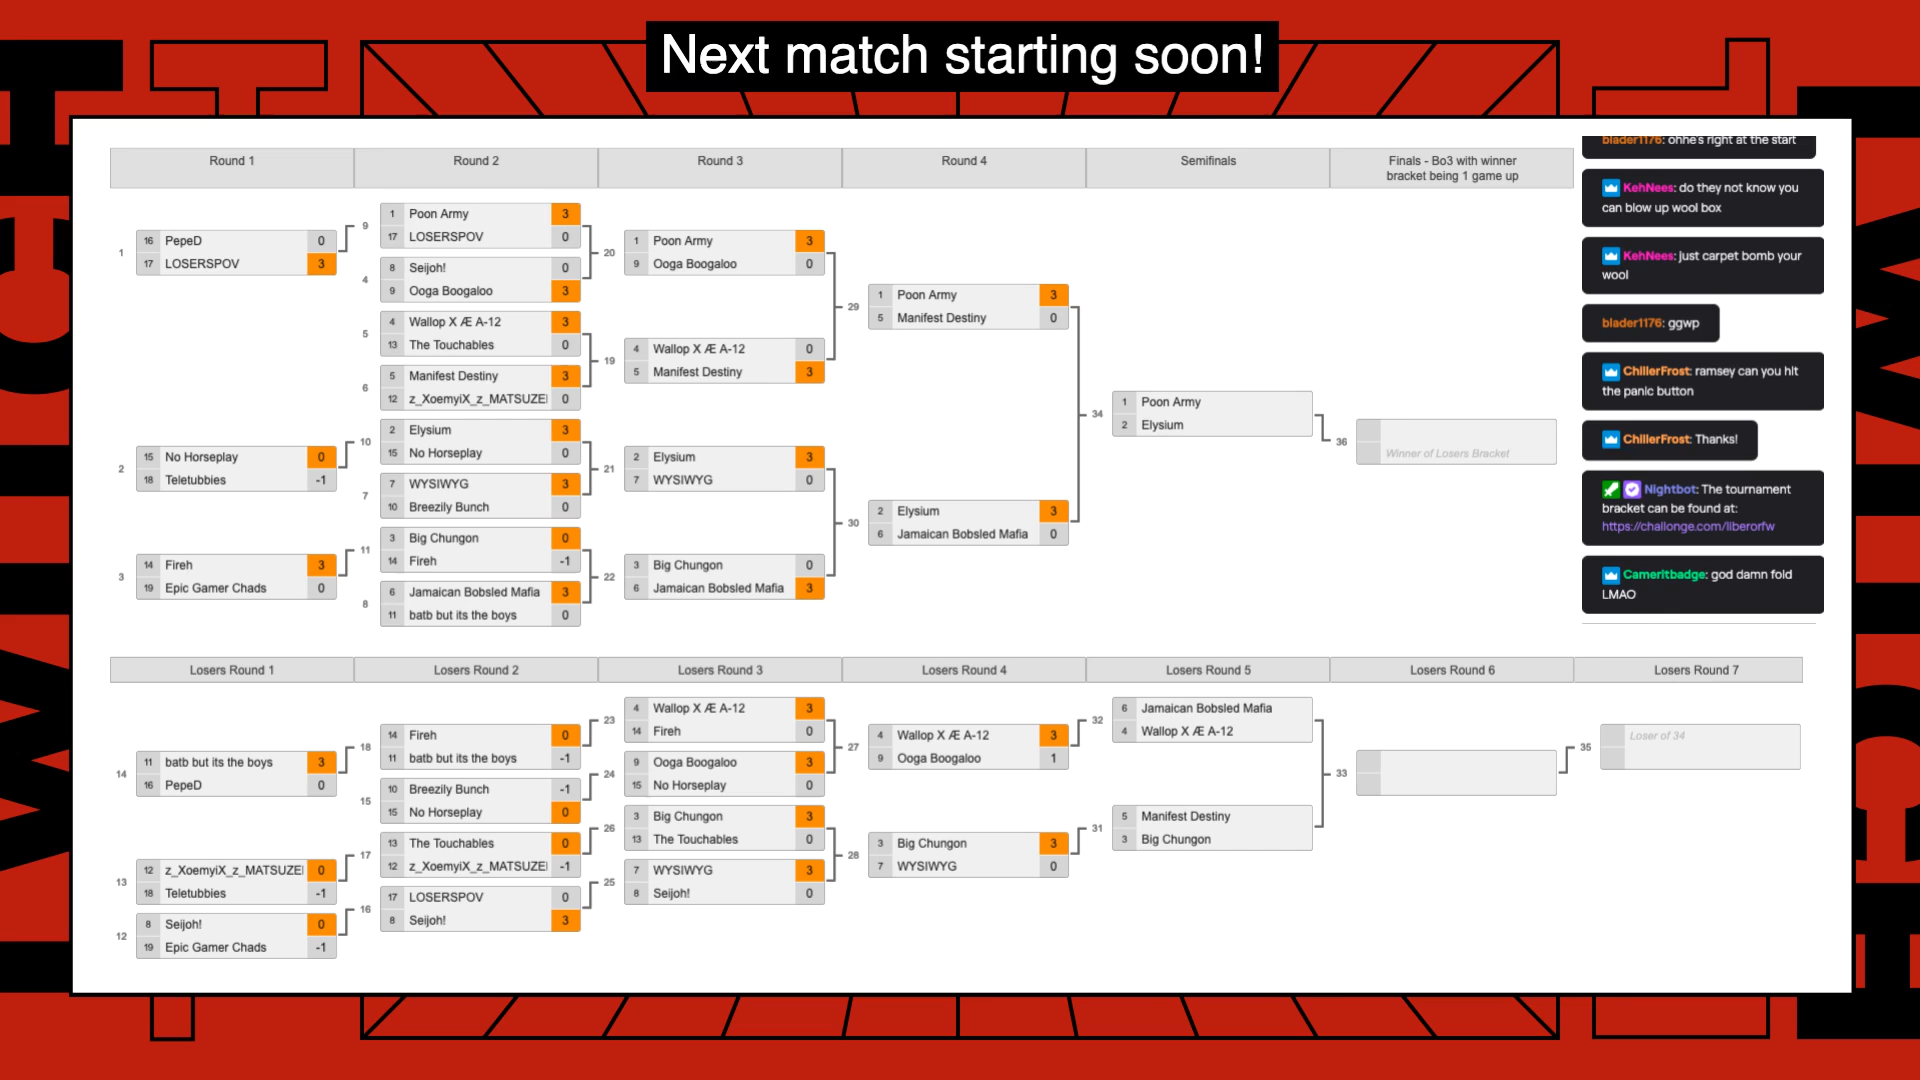 Next match starting soon!
Round 1
Round 2
Round 3
Round 4
Semifinals
Finals - Bo3 with winner
bracket being 1 game up
1
16 PepeD 0
17 LOSERSPOV 3
2
15 No Horseplay 0
18 Teletubbies -1
3
14 Fireh 3
19 Epic Gamer Chads 0
9
1 Poon Army 3
17 LOSERSPOV 0
4
8 Seijoh! 0
9 Ooga Boogaloo 3
5
4 Wallop X Æ A-12 3
13 The Touchables 0
6
5 Manifest Destiny 3
12 z_XoemyiX_z_MATSUZEI 0
10
2 Elysium 3
15 No Horseplay 0
7
7 WYSIWYG 3
10 Breezily Bunch 0
11
3 Big Chungon 0
14 Fireh -1
8
6 Jamaican Bobsled Mafia 3
11 batb but its the boys 0
20
1 Poon Army 3
9 Ooga Boogaloo 0
19
4 Wallop X Æ A-12 0
5 Manifest Destiny 3
21
2 Elysium 3
7 WYSIWYG 0
22
3 Big Chungon 0
6 Jamaican Bobsled Mafia 3
29
1 Poon Army 3
5 Manifest Destiny 0
30
2 Elysium 3
6 Jamaican Bobsled Mafia 0
34
1 Poon Army
2 Elysium
36
Winner of Losers Bracket
blader1176: ohhe's right at the start
KehNees: do they not know you
can blow up wool box
KehNees: just carpet bomb your
wool
blader1176: ggwp
ChillerFrost: ramsey can you hit
the panic button
ChillerFrost: Thanks!
Nightbot: The tournament
bracket can be found at:
https://challonge.com/liberorfw
Cameritbadge: god damn fold
LMAO
Losers Round 1
Losers Round 2
Losers Round 3
Losers Round 4
Losers Round 5
Losers Round 6
Losers Round 7
14
11 batb but its the boys 3
16 PepeD 0
13
12 z_XoemyiX_z_MATSUZEI 0
18 Teletubbies -1
12
8 Seijoh! 0
19 Epic Gamer Chads -1
18
14 Fireh 0
11 batb but its the boys -1
15
10 Breezily Bunch -1
15 No Horseplay 0
17
13 The Touchables 0
12 z_XoemyiX_z_MATSUZEI -1
16
17 LOSERSPOV 0
8 Seijoh! 3
23
4 Wallop X Æ A-12 3
14 Fireh 0
24
9 Ooga Boogaloo 3
15 No Horseplay 0
26
3 Big Chungon 3
13 The Touchables 0
25
7 WYSIWYG 3
8 Seijoh! 0
27
4 Wallop X Æ A-12 3
9 Ooga Boogaloo 1
28
3 Big Chungon 3
7 WYSIWYG 0
32
6 Jamaican Bobsled Mafia
4 Wallop X Æ A-12
31
5 Manifest Destiny
3 Big Chungon
33
35
Loser of 34